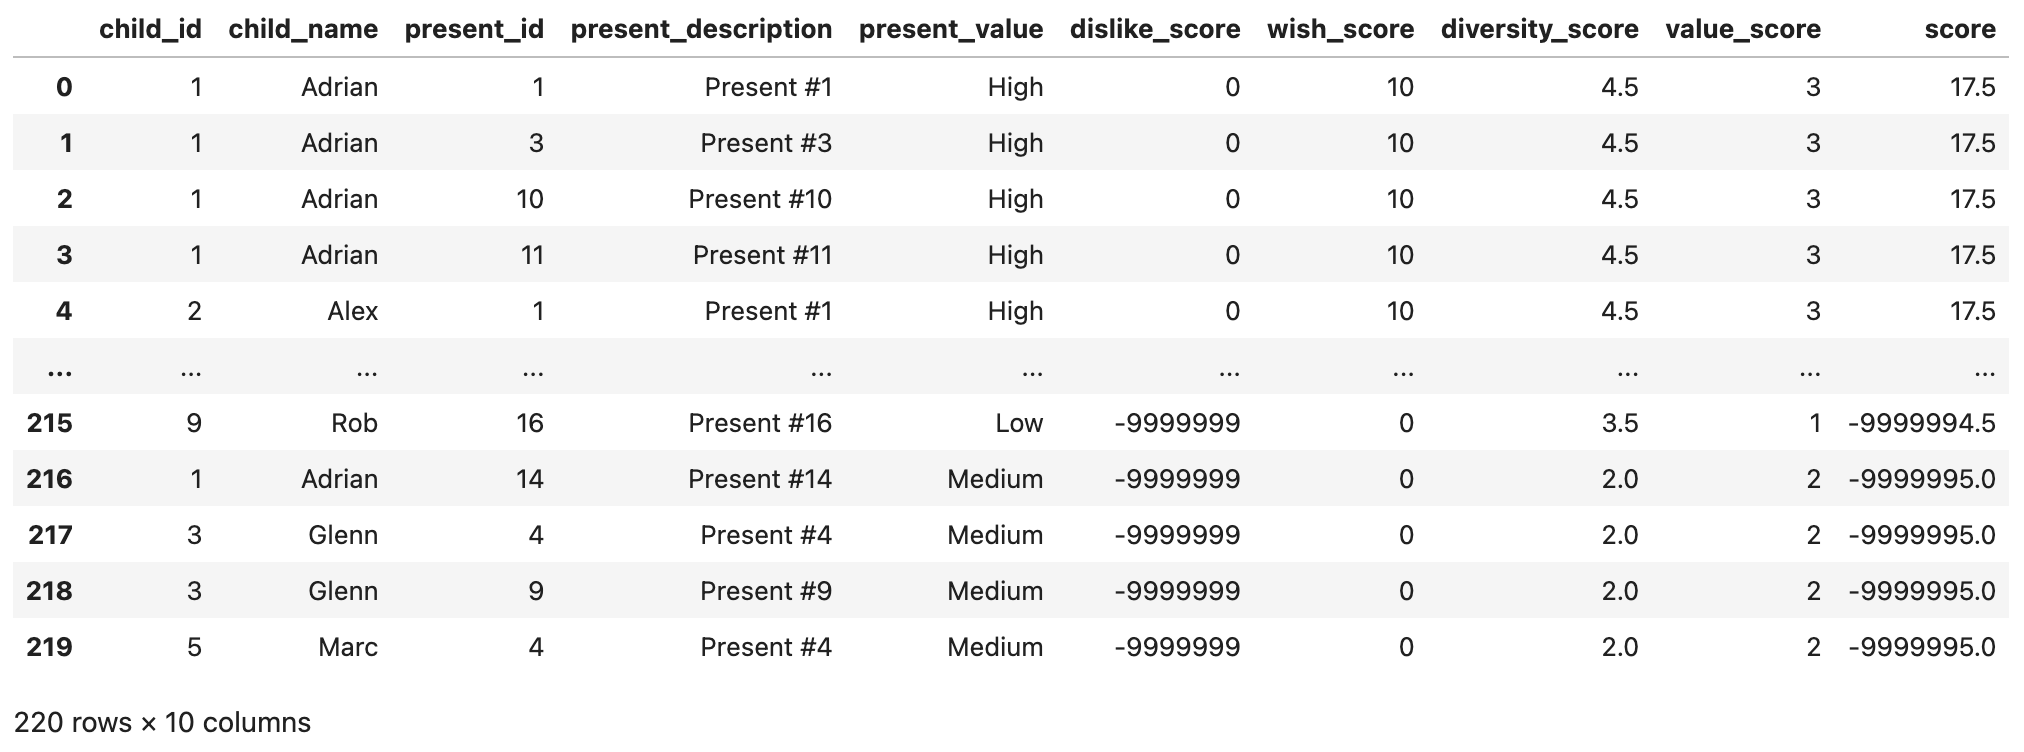 child_id child_name present_id present_description present_value dislike_score wish_score diversity_score value_score score
0 1 Adrian 1 Present #1 High 0 10 4.5 3 17.5
1 1 Adrian 3 Present #3 High 0 10 4.5 3 17.5
2 1 Adrian 10 Present #10 High 0 10 4.5 3 17.5
3 1 Adrian 11 Present #11 High 0 10 4.5 3 17.5
4 2 Alex 1 Present #1 High 0 10 4.5 3 17.5
... ... ... ... ... ... ... ... ... ... ...
215 9 Rob 16 Present #16 Low -9999999 0 3.5 1 -9999994.5
216 1 Adrian 14 Present #14 Medium -9999999 0 2.0 2 -9999995.0
217 3 Glenn 4 Present #4 Medium -9999999 0 2.0 2 -9999995.0
218 3 Glenn 9 Present #9 Medium -9999999 0 2.0 2 -9999995.0
219 5 Marc 4 Present #4 Medium -9999999 0 2.0 2 -9999995.0
220 rows × 10 columns